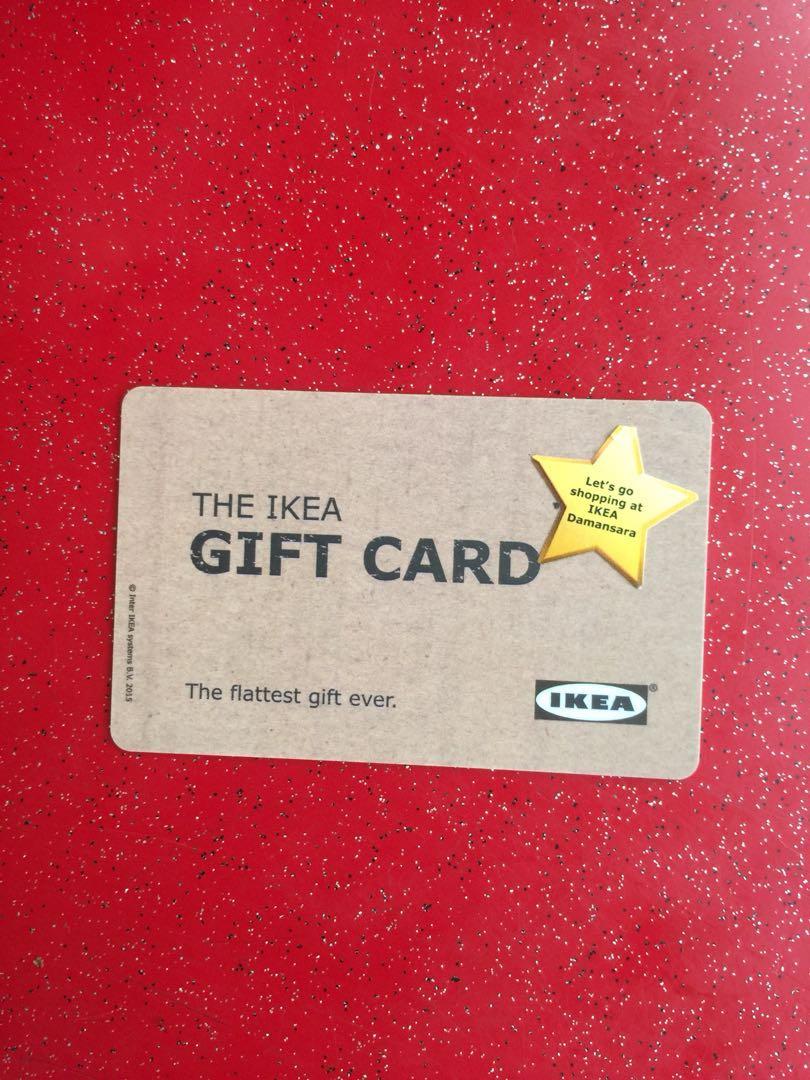 THE IKEA
GIFT CARD
Let's go
shopping at
IKEA
Damansara
© Inter IKEA systems B.V. 2015
The flattest gift ever.
IKEA®